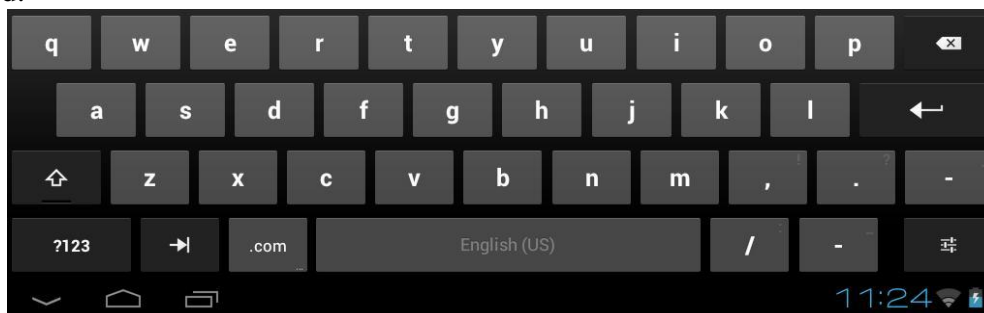 q w e r t y u i o p
a s d f g h j k l
z x c v b n m , ! . ? -
?123 .com ... English (US) / : - _
11:24